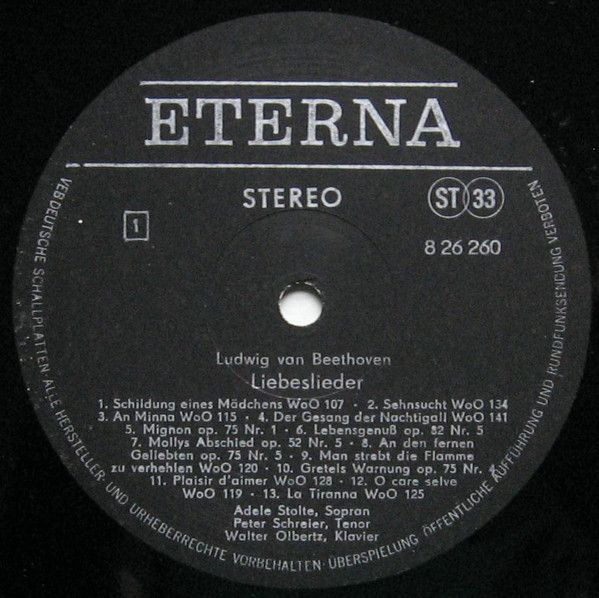 ETERNA
STEREO
ST 33
1
8 26 260
Ludwig van Beethoven
Liebeslieder
1. Schildung eines Mädchens WoO 107 · 2. Sehnsucht WoO 134
3. An Minna WoO 115 · 4. Der Gesang der Nachtigall WoO 141
5. Mignon op. 75 Nr. 1 · 6. Lebensgenuß op. 82 Nr. 5
7. Mollys Abschied op. 52 Nr. 5 · 8. An den fernen
Geliebten op. 75 Nr. 5 · 9. Man strebt die Flamme
zu verhehlen WoO 120 · 10. Gretels Warnung op. 75 Nr. 4
11. Plaisir d'aimer WoO 128 · 12. O care selve
WoO 119 · 13. La Tiranna WoO 125
Adele Stolte, Sopran
Peter Schreier, Tenor
Walter Olbertz, Klavier
VEB DEUTSCHE SCHALLPLATTEN · ALLE HERSTELLER- UND URHEBERRECHTE VORBEHALTEN · ÜBERSPIELUNG ÖFFENTLICHE AUFFÜHRUNG UND RUNDFUNKSENDUNG VERBOTEN